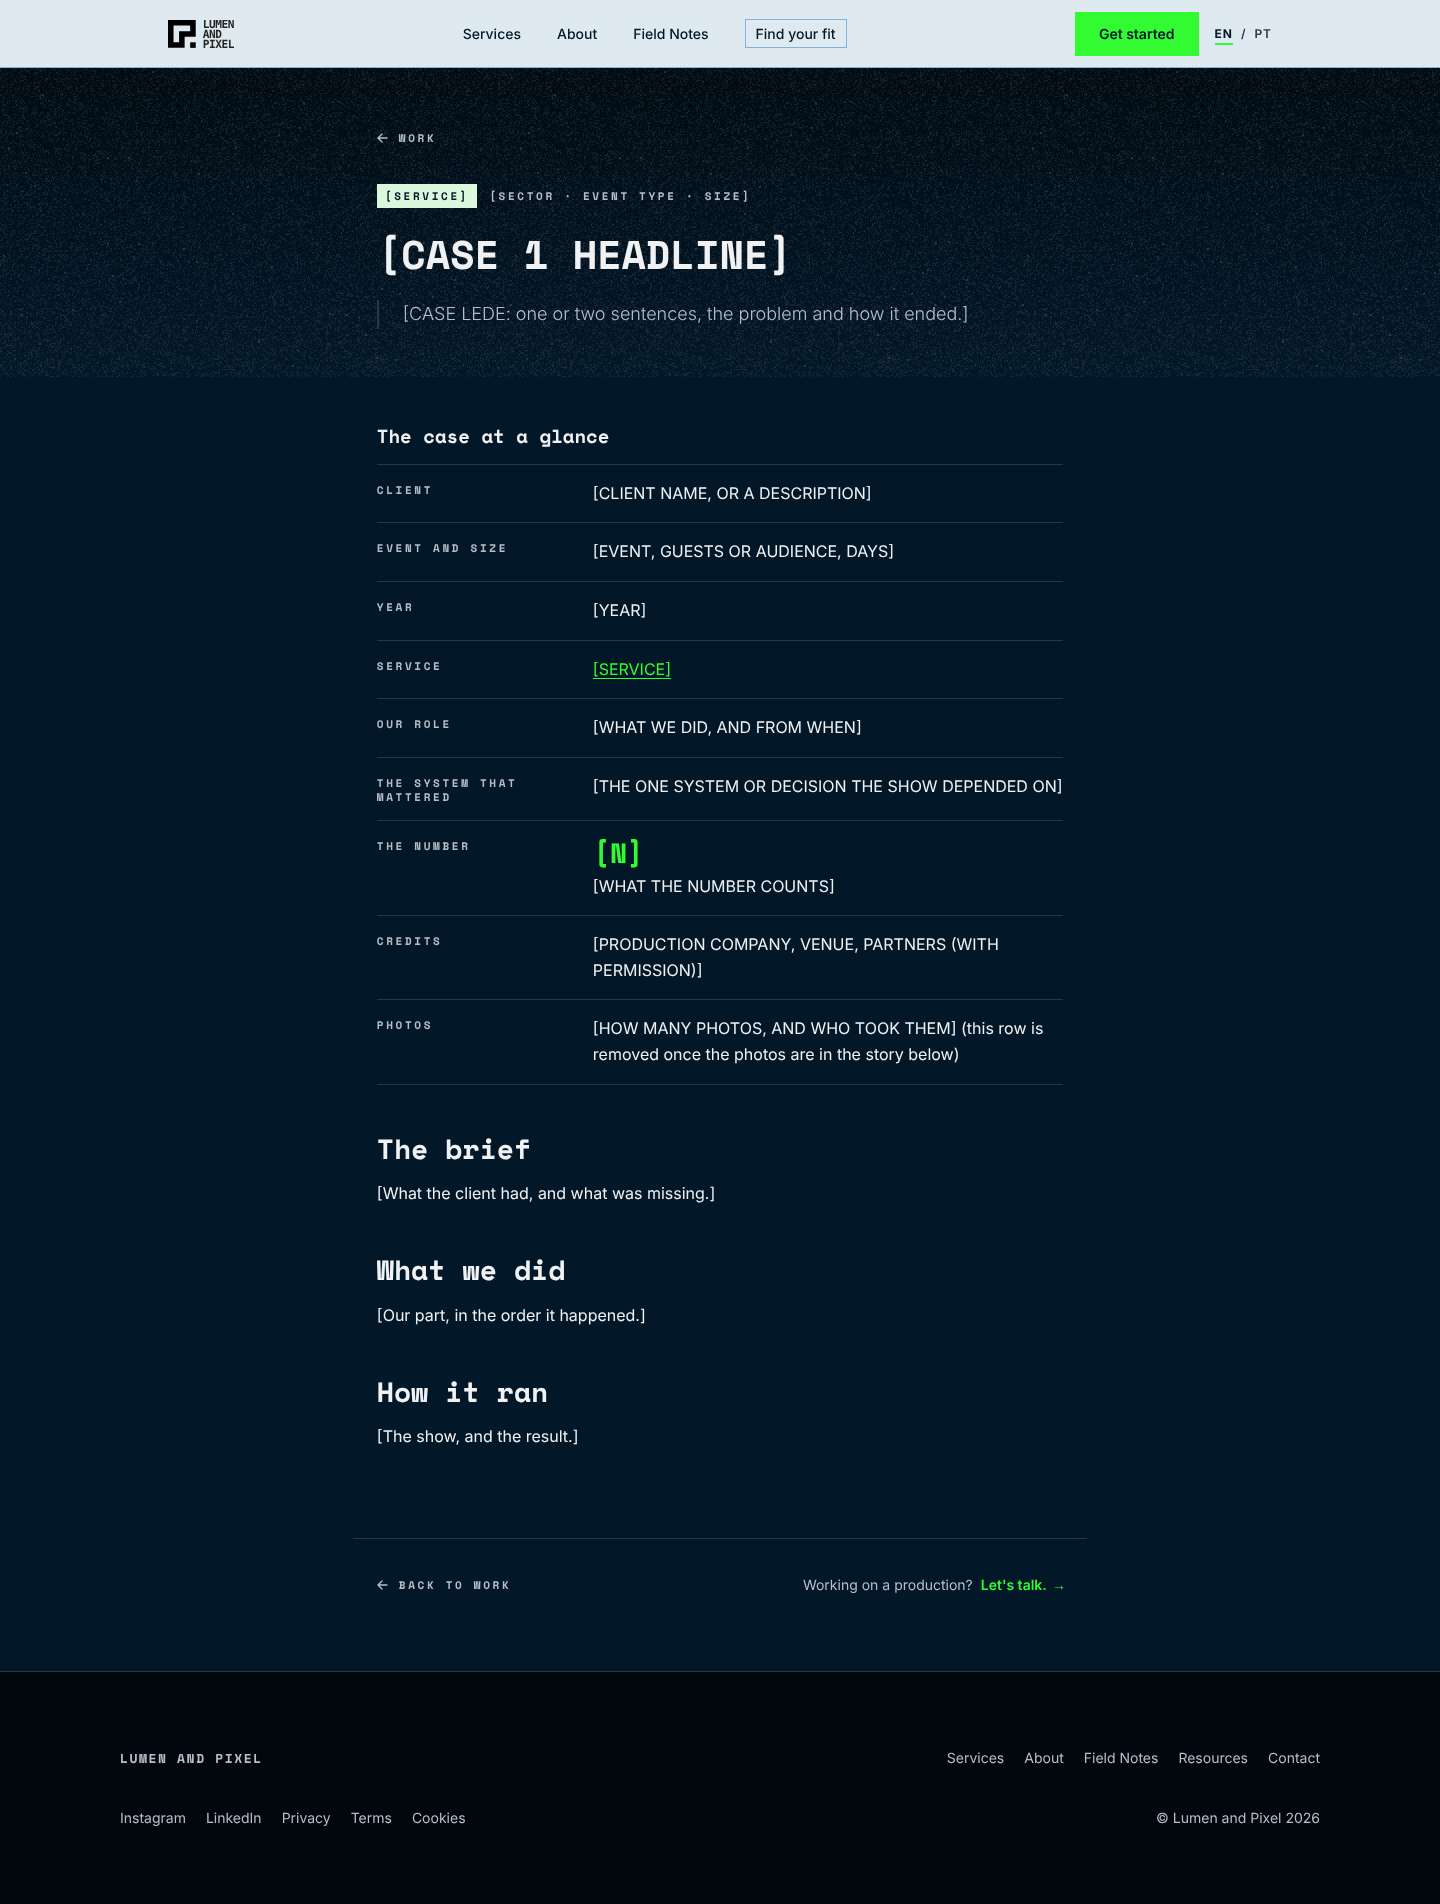 LUMEN
AND
PIXEL
Services
About
Field Notes
Find your fit
Get started
EN / PT
← WORK
[SERVICE] [SECTOR · EVENT TYPE · SIZE]
[CASE 1 HEADLINE]
[CASE LEDE: one or two sentences, the problem and how it ended.]
The case at a glance
CLIENT
[CLIENT NAME, OR A DESCRIPTION]
EVENT AND SIZE
[EVENT, GUESTS OR AUDIENCE, DAYS]
YEAR
[YEAR]
SERVICE
[SERVICE]
OUR ROLE
[WHAT WE DID, AND FROM WHEN]
THE SYSTEM THAT
MATTERED
[THE ONE SYSTEM OR DECISION THE SHOW DEPENDED ON]
THE NUMBER
[N]
[WHAT THE NUMBER COUNTS]
CREDITS
[PRODUCTION COMPANY, VENUE, PARTNERS (WITH
PERMISSION)]
PHOTOS
[HOW MANY PHOTOS, AND WHO TOOK THEM] (this row is
removed once the photos are in the story below)
The brief
[What the client had, and what was missing.]
What we did
[Our part, in the order it happened.]
How it ran
[The show, and the result.]
← BACK TO WORK
Working on a production? Let's talk. →
LUMEN AND PIXEL
Services About Field Notes Resources Contact
Instagram LinkedIn Privacy Terms Cookies
© Lumen and Pixel 2026